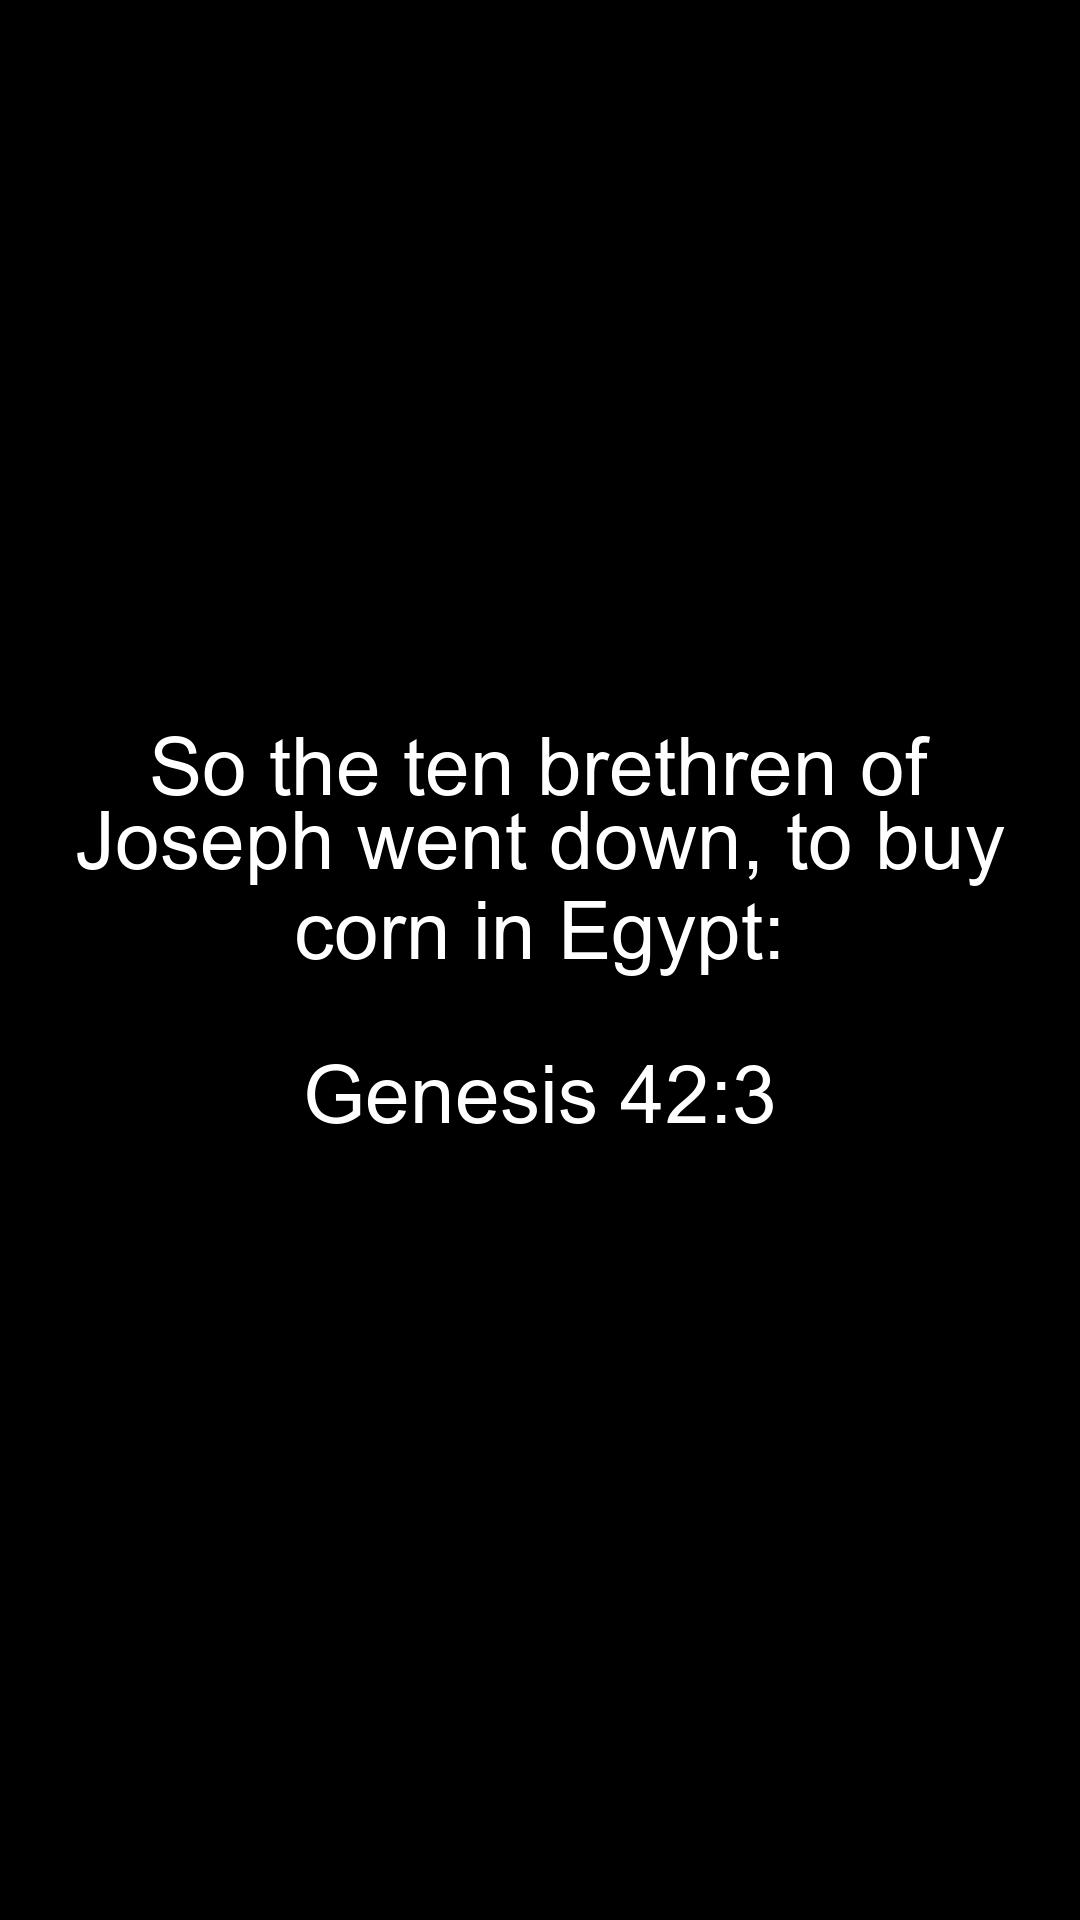 So the ten brethren of
Joseph went down, to buy
corn in Egypt:
Genesis 42:3